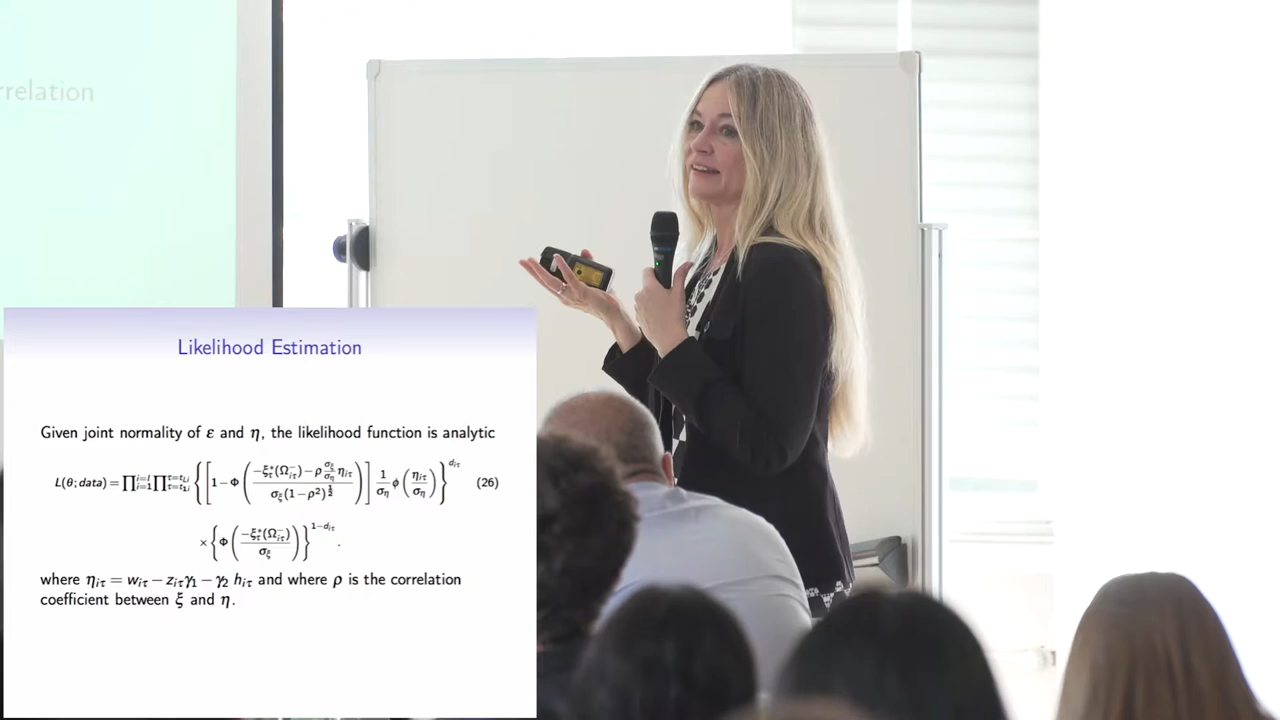 rrelation
Likelihood Estimation
Given joint normality of ε and η, the likelihood function is analytic
L(θ; data) = ∏_{i=1}^{i=I} ∏_{τ=t_{1i}}^{τ=t_{Li}} { [ 1 − Φ ( (−ξ*_τ(Ω⁻_{iτ}) − ρ (σ_ξ/σ_η) η_{iτ}) / (σ_ξ(1−ρ²)^{1/2}) ) ] (1/σ_η) ϕ (η_{iτ}/σ_η) }^{d_{iτ}} (26)
× { Φ ( −ξ*_τ(Ω⁻_{iτ}) / σ_ξ ) }^{1−d_{iτ}} .
where η_{iτ} = w_{iτ} − z_{iτ}γ₁ − γ₂ h_{iτ} and where ρ is the correlation
coefficient between ξ and η.